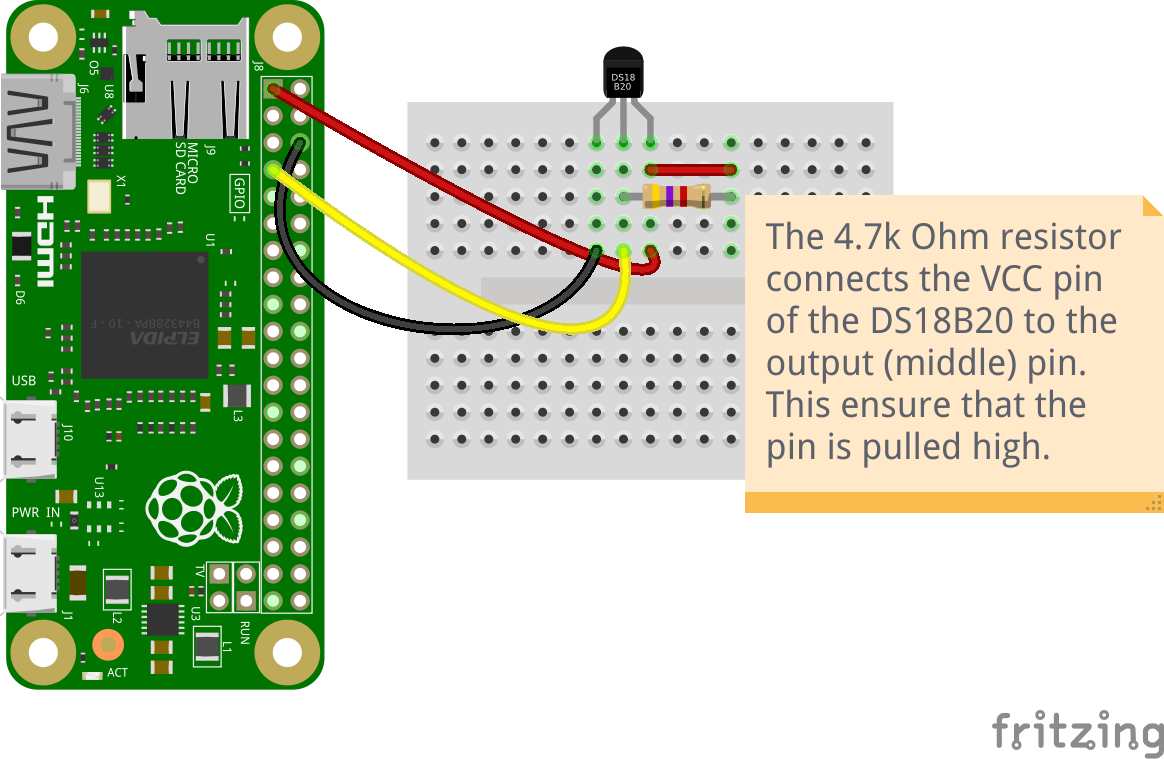 O5
J6
U8
J8
J9
MICRO
SD CARD
X1
GPIO
HDMI
U1
D6
ELPIDA
B4432BBPA - 10 - F
USB
J10
L3
U13
PWR IN
TV
J1
L2
U3
RUN
L1
ACT
DS18
B20
The 4.7k Ohm resistor
connects the VCC pin
of the DS18B20 to the
output (middle) pin.
This ensure that the
pin is pulled high.
fritzing